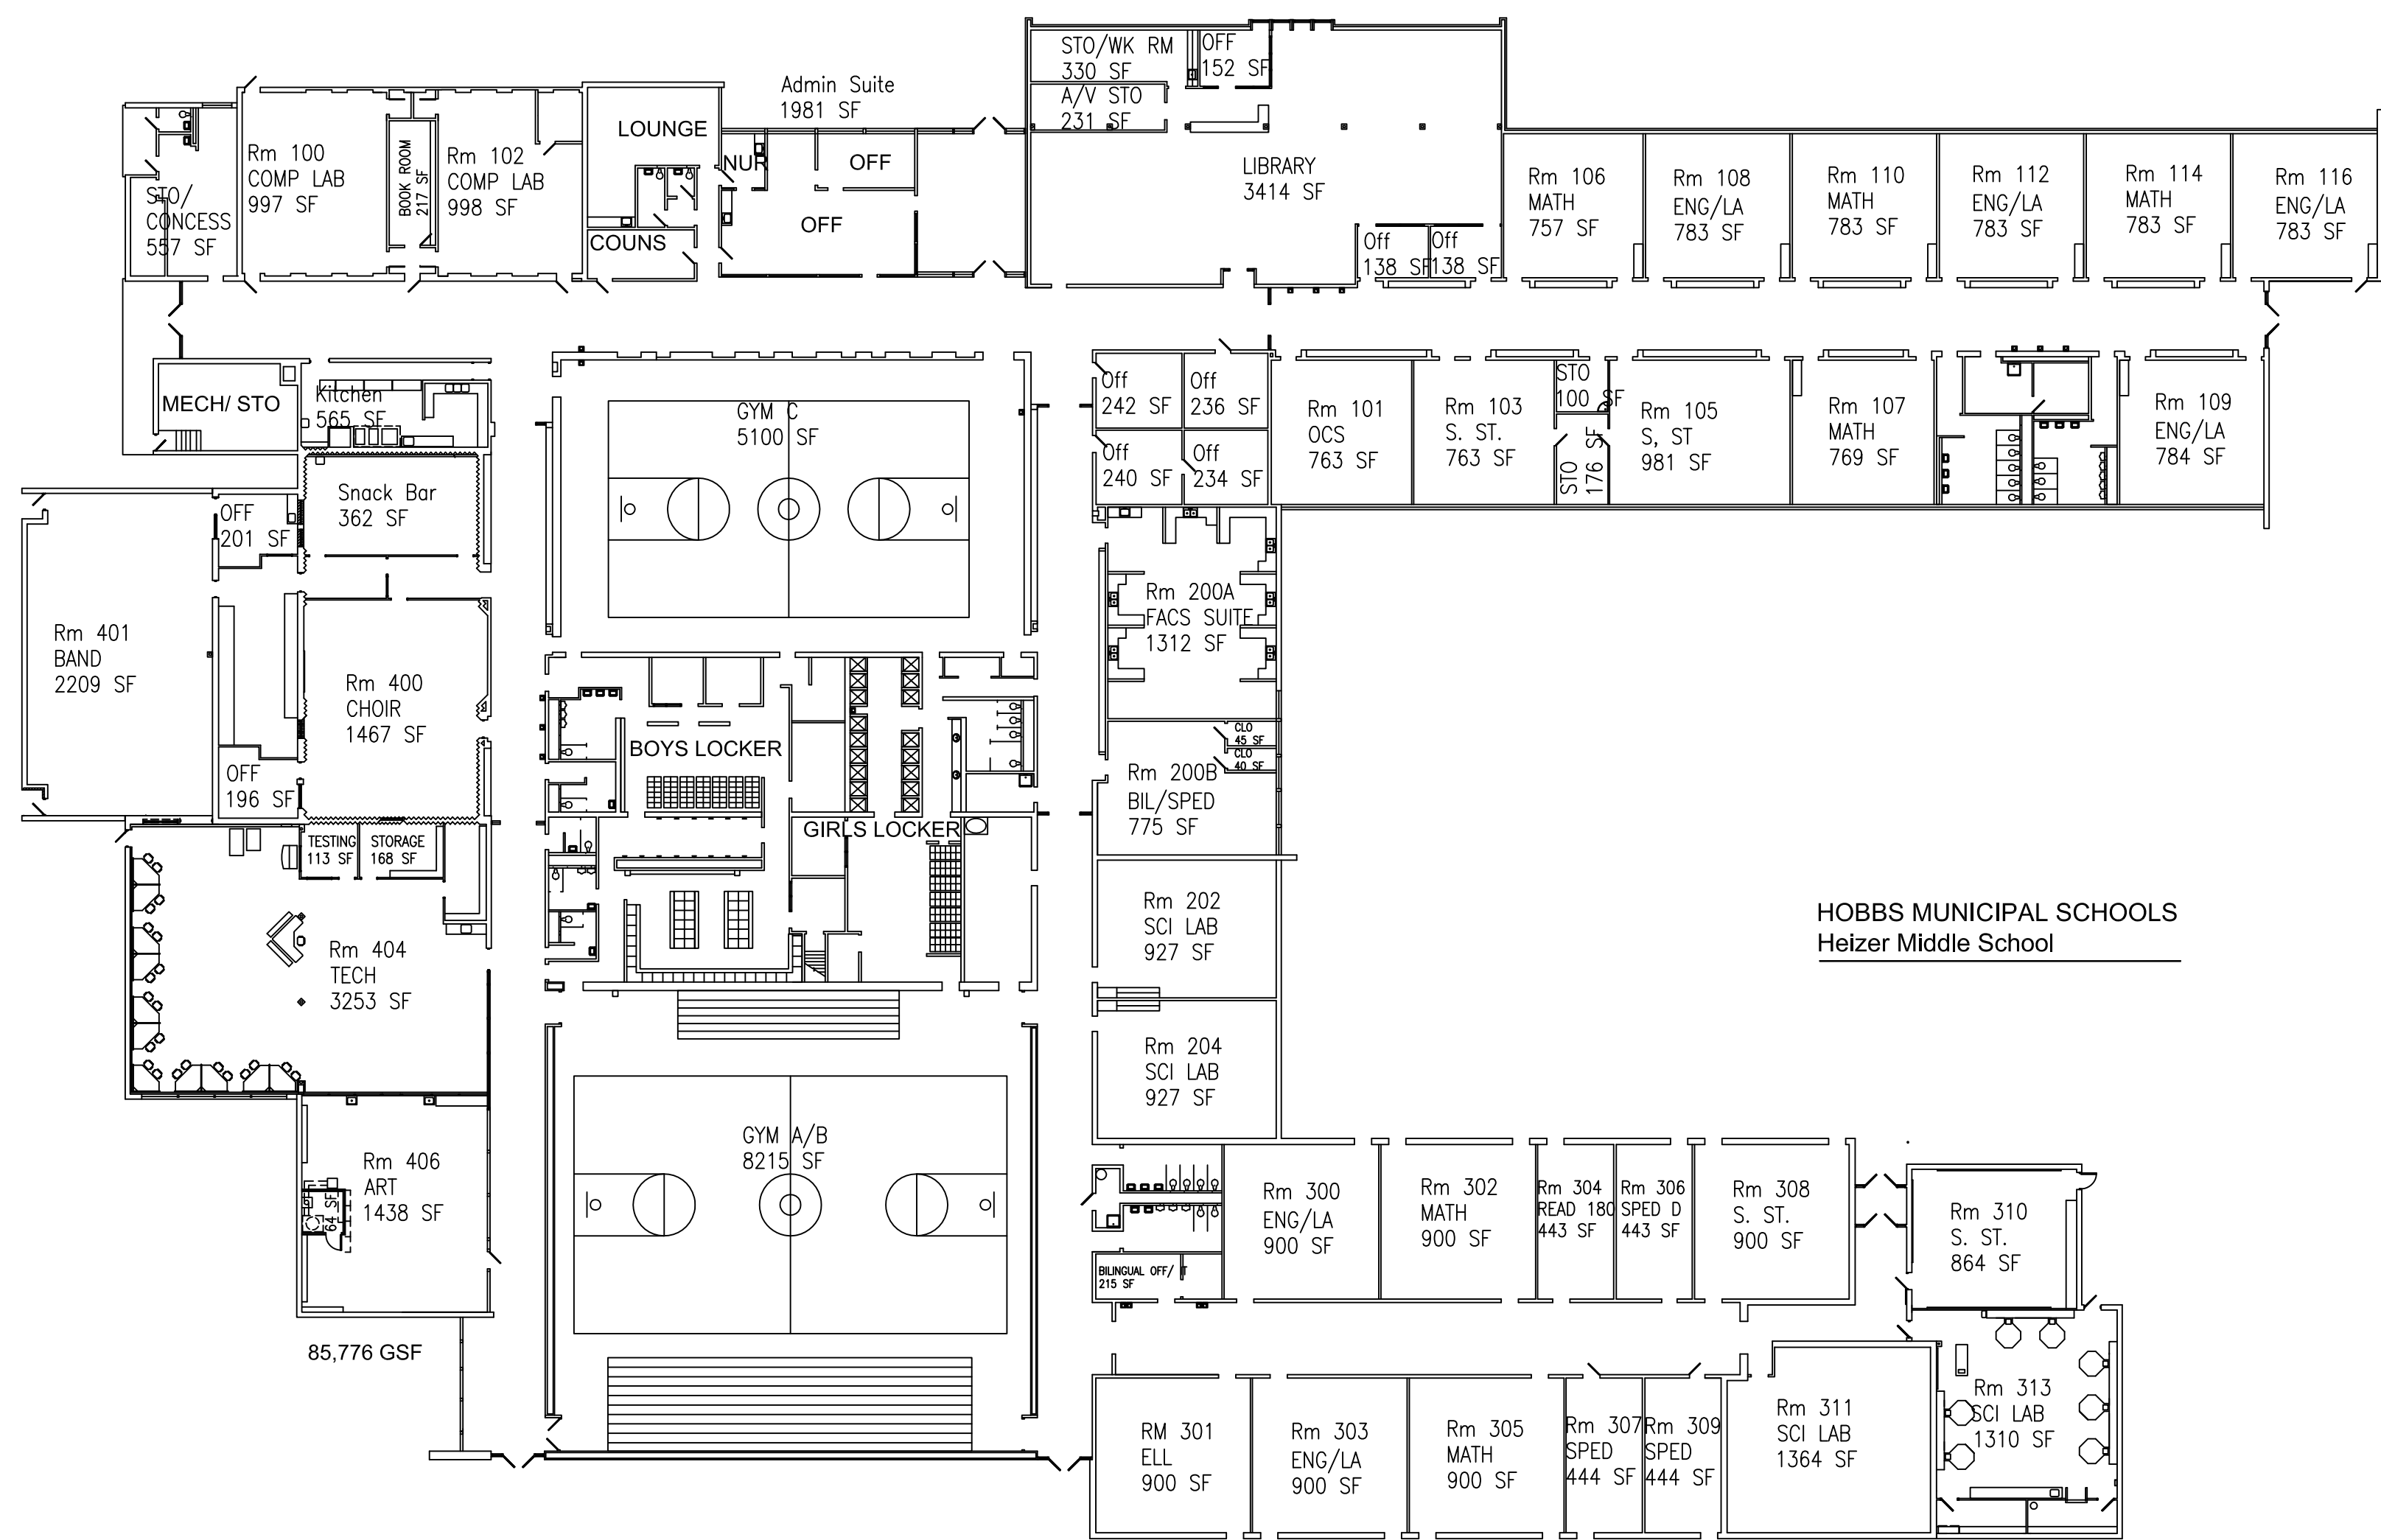 STO/WK RM
330 SF
OFF
152 SF
A/V STO
231 SF
Admin Suite
1981 SF
LOUNGE
NUR
OFF
OFF
COUNS
Rm 100
COMP LAB
997 SF
BOOK ROOM
217 SF
Rm 102
COMP LAB
998 SF
STO/
CONCESS
557 SF
LIBRARY
3414 SF
Off
138 SF
Off
138 SF
Rm 106
MATH
757 SF
Rm 108
ENG/LA
783 SF
Rm 110
MATH
783 SF
Rm 112
ENG/LA
783 SF
Rm 114
MATH
783 SF
Rm 116
ENG/LA
783 SF
MECH/ STO
Kitchen
565 SF
GYM C
5100 SF
Off
242 SF
Off
236 SF
Off
240 SF
Off
234 SF
Rm 101
OCS
763 SF
Rm 103
S. ST.
763 SF
STO
100 SF
STO
176 SF
Rm 105
S, ST
981 SF
Rm 107
MATH
769 SF
Rm 109
ENG/LA
784 SF
Snack Bar
362 SF
OFF
201 SF
Rm 401
BAND
2209 SF
Rm 400
CHOIR
1467 SF
OFF
196 SF
Rm 200A
FACS SUITE
1312 SF
BOYS LOCKER
GIRLS LOCKER
CLO
45 SF
CLO
40 SF
Rm 200B
BIL/SPED
775 SF
TESTING
113 SF
STORAGE
168 SF
Rm 404
TECH
3253 SF
Rm 202
SCI LAB
927 SF
HOBBS MUNICIPAL SCHOOLS
Heizer Middle School
Rm 204
SCI LAB
927 SF
GYM A/B
8215 SF
Rm 406
ART
1438 SF
64 SF
85,776 GSF
BILINGUAL OFF/ IT
215 SF
Rm 300
ENG/LA
900 SF
Rm 302
MATH
900 SF
Rm 304
READ 180
443 SF
Rm 306
SPED D
443 SF
Rm 308
S. ST.
900 SF
Rm 310
S. ST.
864 SF
RM 301
ELL
900 SF
Rm 303
ENG/LA
900 SF
Rm 305
MATH
900 SF
Rm 307
SPED
444 SF
Rm 309
SPED
444 SF
Rm 311
SCI LAB
1364 SF
Rm 313
SCI LAB
1310 SF